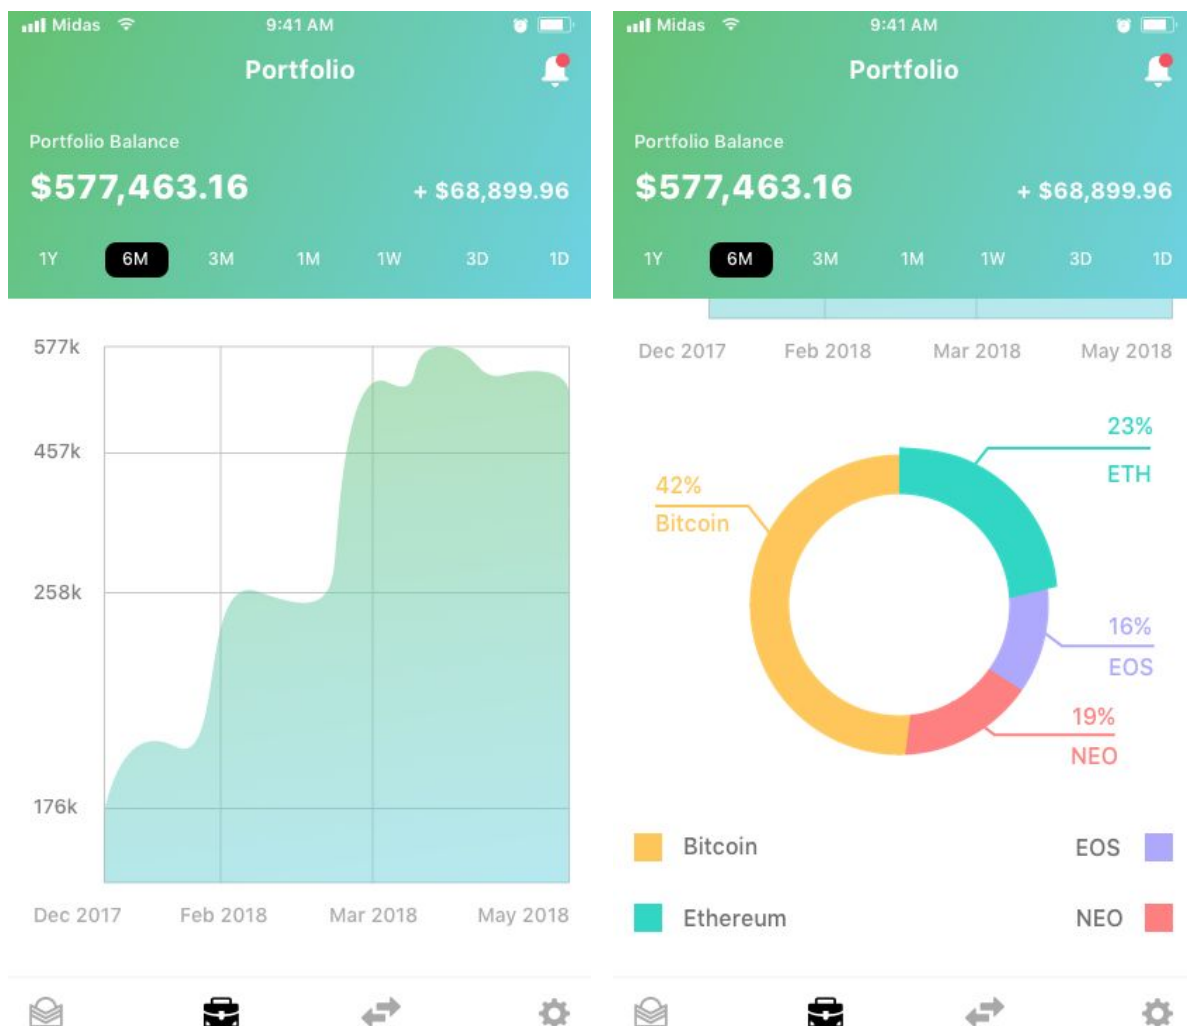 Midas 9:41 AM
Portfolio
Portfolio Balance
$577,463.16 + $68,899.96
1Y 6M 3M 1M 1W 3D 1D
577k
457k
258k
176k
Dec 2017 Feb 2018 Mar 2018 May 2018
Midas 9:41 AM
Portfolio
Portfolio Balance
$577,463.16 + $68,899.96
1Y 6M 3M 1M 1W 3D 1D
Dec 2017 Feb 2018 Mar 2018 May 2018
23%
ETH
42%
Bitcoin
16%
EOS
19%
NEO
Bitcoin EOS
Ethereum NEO